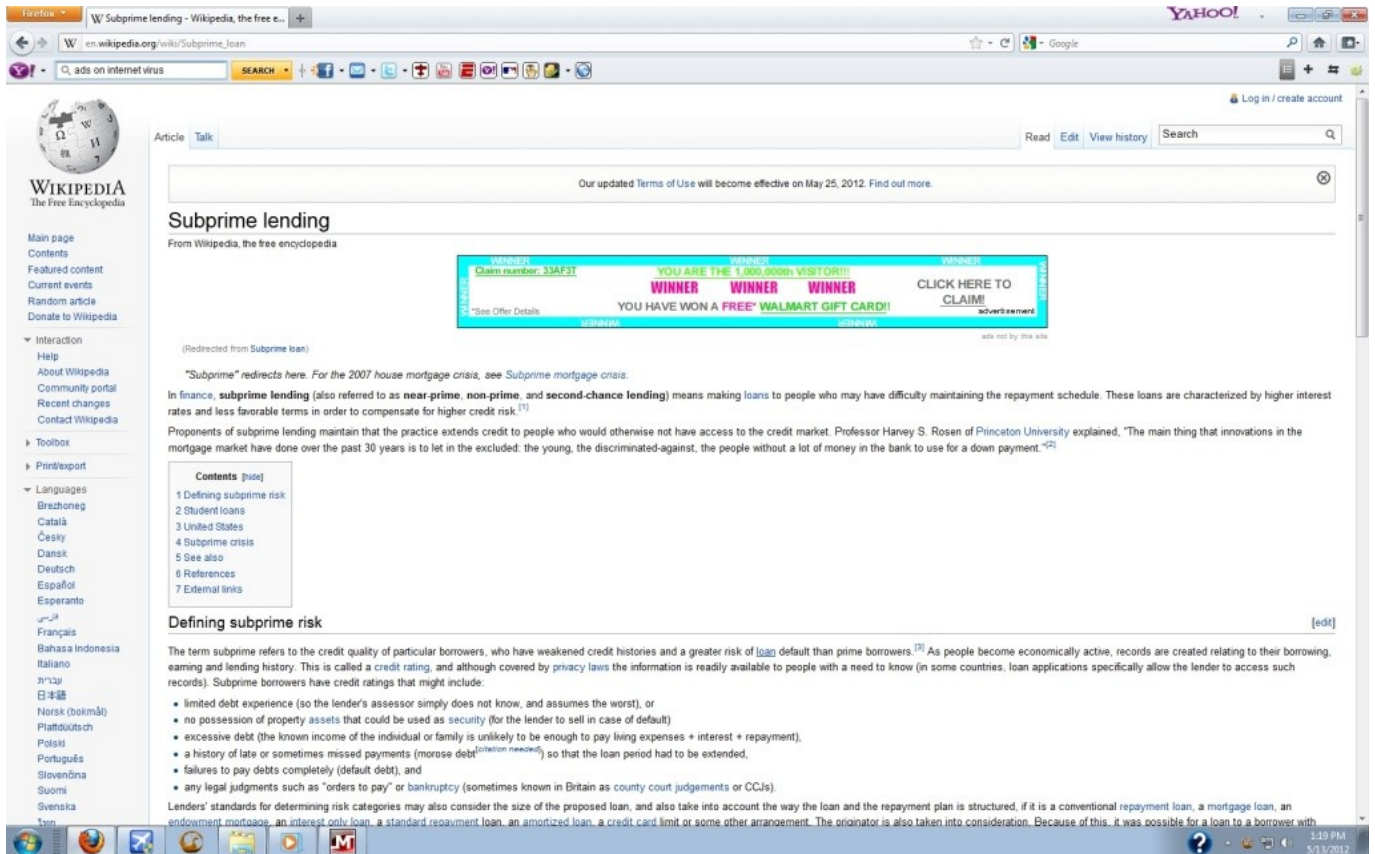 Firefox
Subprime lending - Wikipedia, the free e...
YAHOO!
en.wikipedia.org/wiki/Subprime_loan
Google
ads on internet virus
SEARCH
Log in / create account
Article Talk
Read Edit View history
Search
WIKIPEDIA
The Free Encyclopedia
Our updated Terms of Use will become effective on May 25, 2012. Find out more.
Subprime lending
From Wikipedia, the free encyclopedia
Main page
Contents
Featured content
Current events
Random article
Donate to Wikipedia
Interaction
Help
About Wikipedia
Community portal
Recent changes
Contact Wikipedia
Toolbox
Print/export
Languages
Brezhoneg
Català
Česky
Dansk
Deutsch
Español
Esperanto
فارسی
Français
Bahasa Indonesia
Italiano
עברית
日本語
Norsk (bokmål)
Plattdüütsch
Polski
Português
Slovenčina
Suomi
Svenska
WINNER WINNER WINNER
WINNER
Claim number: 33AF3T
YOU ARE THE 1,000,000th VISITOR!!!
WINNER WINNER WINNER
YOU HAVE WON A FREE* WALMART GIFT CARD!!
*See Offer Details
CLICK HERE TO
CLAIM!
advertisement
WINNER
WINNER WINNER
ads not by this site
(Redirected from Subprime loan)
"Subprime" redirects here. For the 2007 house mortgage crisis, see Subprime mortgage crisis.
In finance, subprime lending (also referred to as near-prime, non-prime, and second-chance lending) means making loans to people who may have difficulty maintaining the repayment schedule. These loans are characterized by higher interest
rates and less favorable terms in order to compensate for higher credit risk.[1]
Proponents of subprime lending maintain that the practice extends credit to people who would otherwise not have access to the credit market. Professor Harvey S. Rosen of Princeton University explained, "The main thing that innovations in the
mortgage market have done over the past 30 years is to let in the excluded: the young, the discriminated-against, the people without a lot of money in the bank to use for a down payment."[2]
Contents [hide]
1 Defining subprime risk
2 Student loans
3 United States
4 Subprime crisis
5 See also
6 References
7 External links
Defining subprime risk [edit]
The term subprime refers to the credit quality of particular borrowers, who have weakened credit histories and a greater risk of loan default than prime borrowers.[3] As people become economically active, records are created relating to their borrowing,
earning and lending history. This is called a credit rating, and although covered by privacy laws the information is readily available to people with a need to know (in some countries, loan applications specifically allow the lender to access such
records). Subprime borrowers have credit ratings that might include:
limited debt experience (so the lender's assessor simply does not know, and assumes the worst), or
no possession of property assets that could be used as security (for the lender to sell in case of default)
excessive debt (the known income of the individual or family is unlikely to be enough to pay living expenses + interest + repayment),
a history of late or sometimes missed payments (morose debt[citation needed]) so that the loan period had to be extended,
failures to pay debts completely (default debt), and
any legal judgments such as "orders to pay" or bankruptcy (sometimes known in Britain as county court judgements or CCJs).
Lenders' standards for determining risk categories may also consider the size of the proposed loan, and also take into account the way the loan and the repayment plan is structured, if it is a conventional repayment loan, a mortgage loan, an
endowment mortgage, an interest only loan, a standard repayment loan, an amortized loan, a credit card limit or some other arrangement. The originator is also taken into consideration. Because of this, it was possible for a loan to a borrower with
1:19 PM
5/13/2012